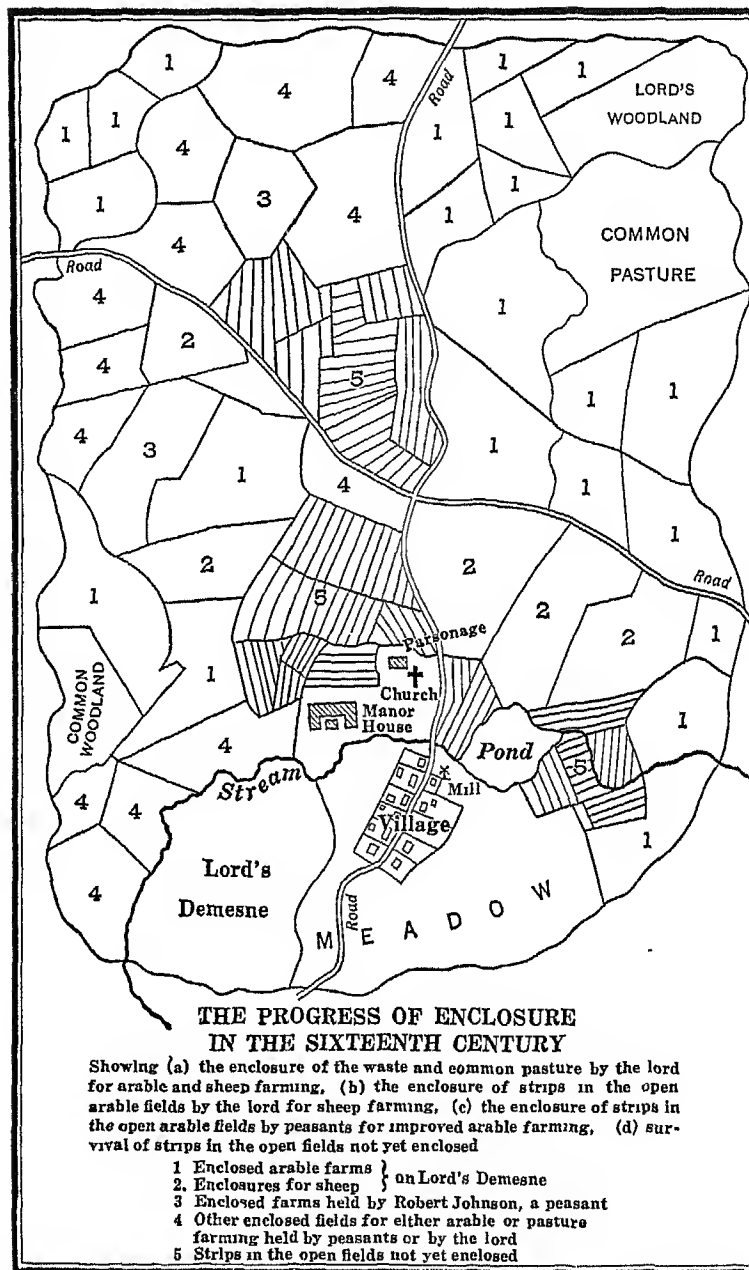 1
4
4
Road
1
1
LORD'S
WOODLAND
1
1
4
1
1
3
4
1
1
1
4
COMMON
PASTURE
Road
4
1
2
4
5
1
1
4
3
1
1
4
1
1
2
2
Road
1
5
2
2
1
Parsonage
1
Church
Manor
House
1
COMMON
WOODLAND
4
Pond
5
Stream
4
4
Mill
Village
1
Lord's
Demesne
4
Road
MEADOW
THE PROGRESS OF ENCLOSURE
IN THE SIXTEENTH CENTURY
Showing (a) the enclosure of the waste and common pasture by the lord
for arable and sheep farming, (b) the enclosure of strips in the open
arable fields by the lord for sheep farming, (c) the enclosure of strips in
the open arable fields by peasants for improved arable farming, (d) sur-
vival of strips in the open fields not yet enclosed
1 Enclosed arable farms
2. Enclosures for sheep } on Lord's Demesne
3 Enclosed farms held by Robert Johnson, a peasant
4 Other enclosed fields for either arable or pasture
farming held by peasants or by the lord
5 Strips in the open fields not yet enclosed